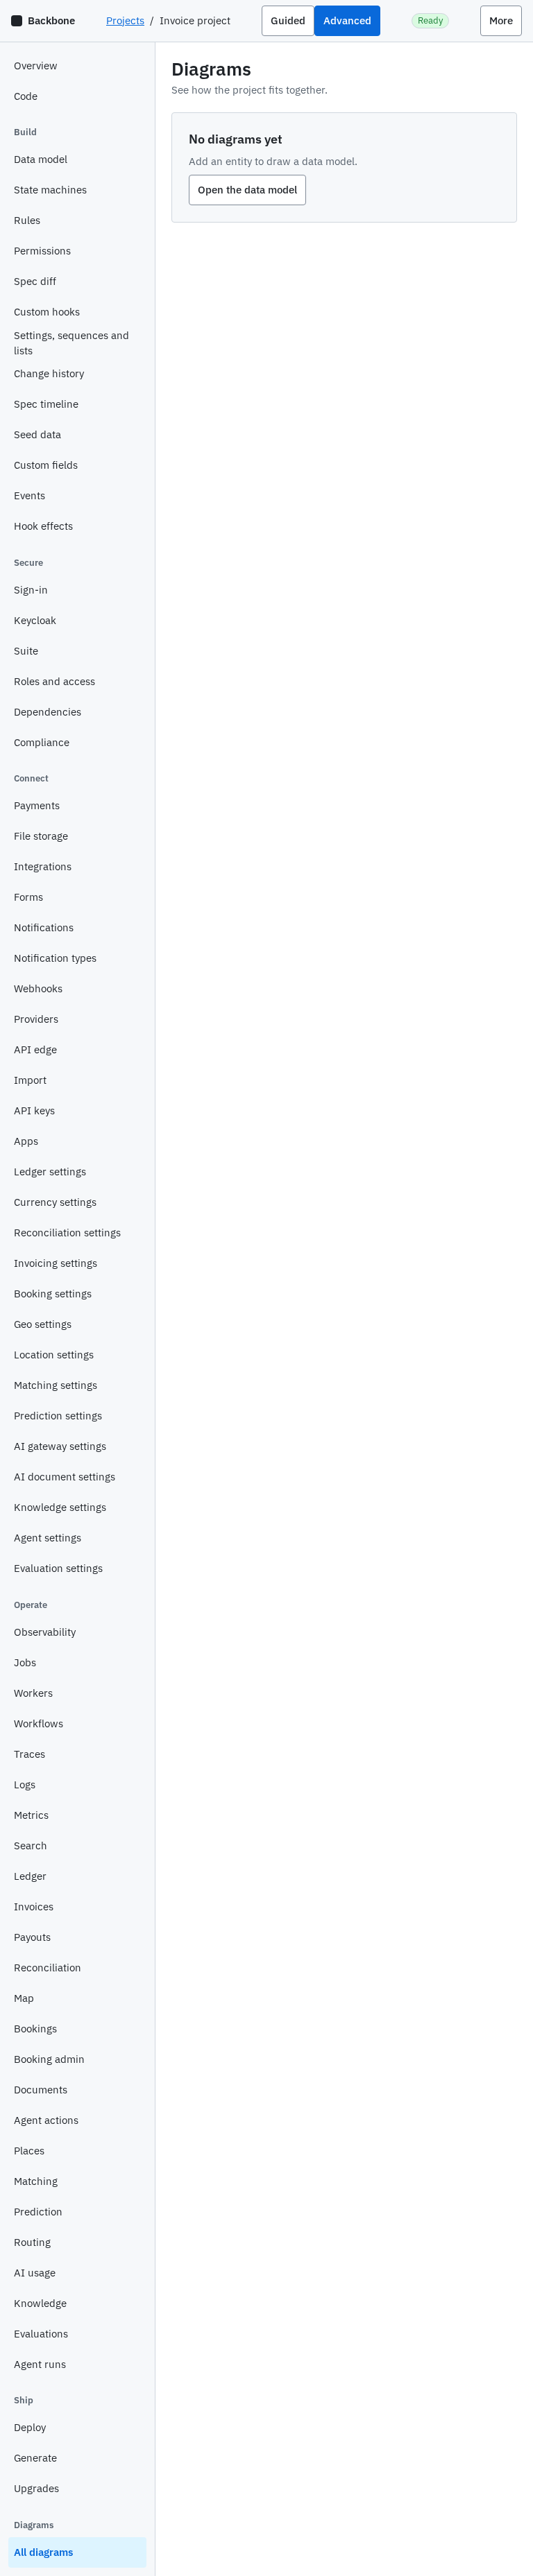 Backbone
Projects / Invoice project
Guided
Advanced
Ready
More
Overview
Code
Build
Data model
State machines
Rules
Permissions
Spec diff
Custom hooks
Settings, sequences and
lists
Change history
Spec timeline
Seed data
Custom fields
Events
Hook effects
Secure
Sign-in
Keycloak
Suite
Roles and access
Dependencies
Compliance
Connect
Payments
File storage
Integrations
Forms
Notifications
Notification types
Webhooks
Providers
API edge
Import
API keys
Apps
Ledger settings
Currency settings
Reconciliation settings
Invoicing settings
Booking settings
Geo settings
Location settings
Matching settings
Prediction settings
AI gateway settings
AI document settings
Knowledge settings
Agent settings
Evaluation settings
Operate
Observability
Jobs
Workers
Workflows
Traces
Logs
Metrics
Search
Ledger
Invoices
Payouts
Reconciliation
Map
Bookings
Booking admin
Documents
Agent actions
Places
Matching
Prediction
Routing
AI usage
Knowledge
Evaluations
Agent runs
Ship
Deploy
Generate
Upgrades
Diagrams
All diagrams
Diagrams
See how the project fits together.
No diagrams yet
Add an entity to draw a data model.
Open the data model